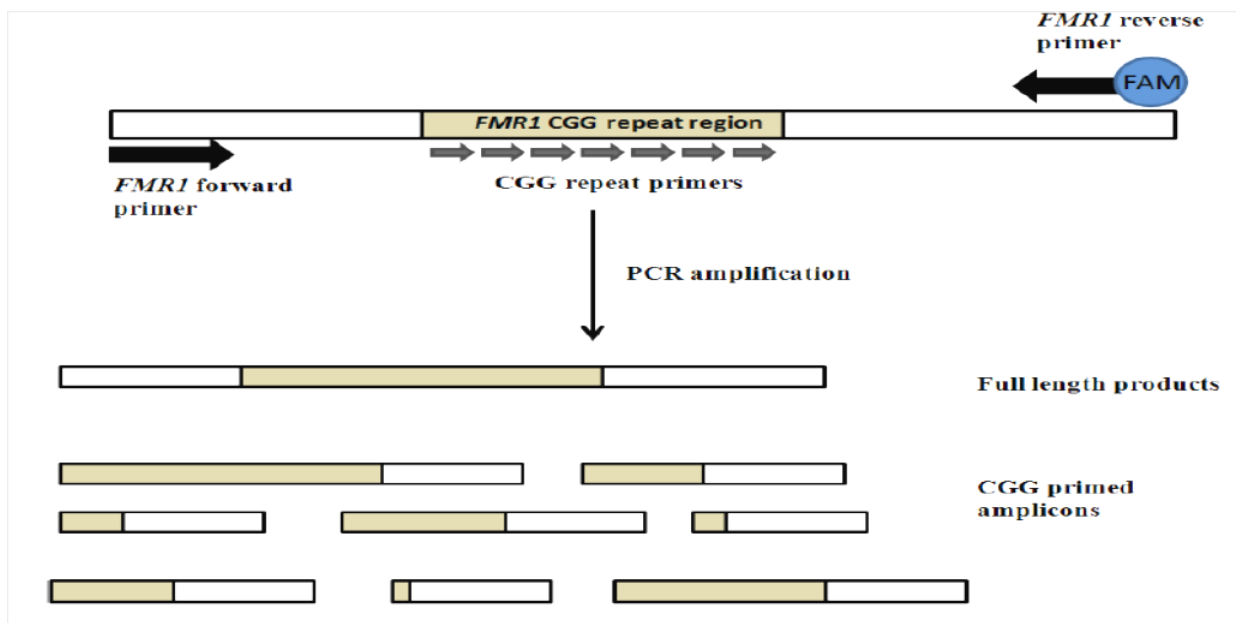 FMR1 reverse
primer
FAM
FMR1 CGG repeat region
FMR1 forward
primer
CGG repeat primers
PCR amplification
Full length products
CGG primed
amplicons